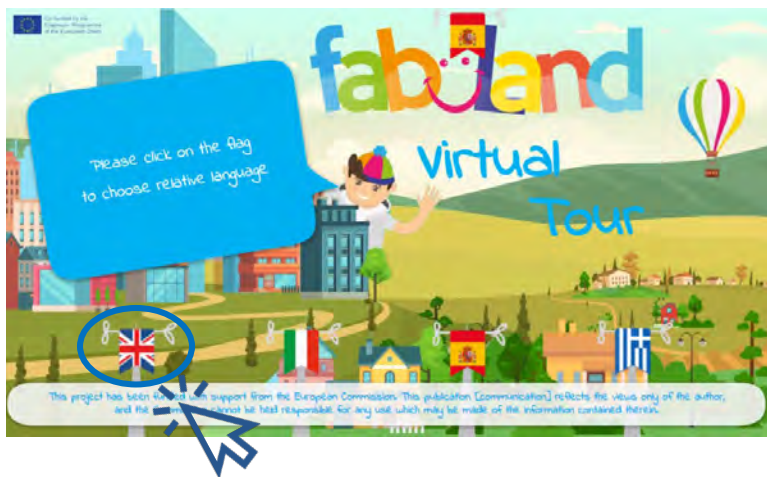 Co-funded by the
Erasmus+ Programme
of the European Union
fabuland
virtual
Tour
Please click on the flag
to choose relative language
This project has been funded with support from the European Commission. This publication [communication] reflects the views only of the author,
and the cannot be held responsible for any use which may be made of the information contained therein.